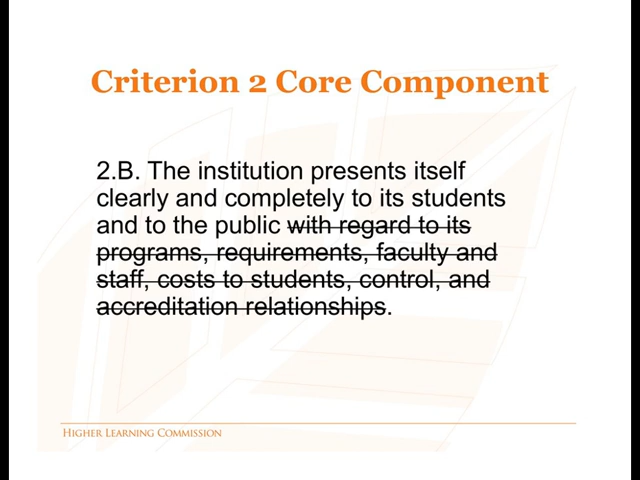 Criterion 2 Core Component
2.B. The institution presents itself
clearly and completely to its students
and to the public with regard to its
programs, requirements, faculty and
staff, costs to students, control, and
accreditation relationships.
Higher Learning Commission